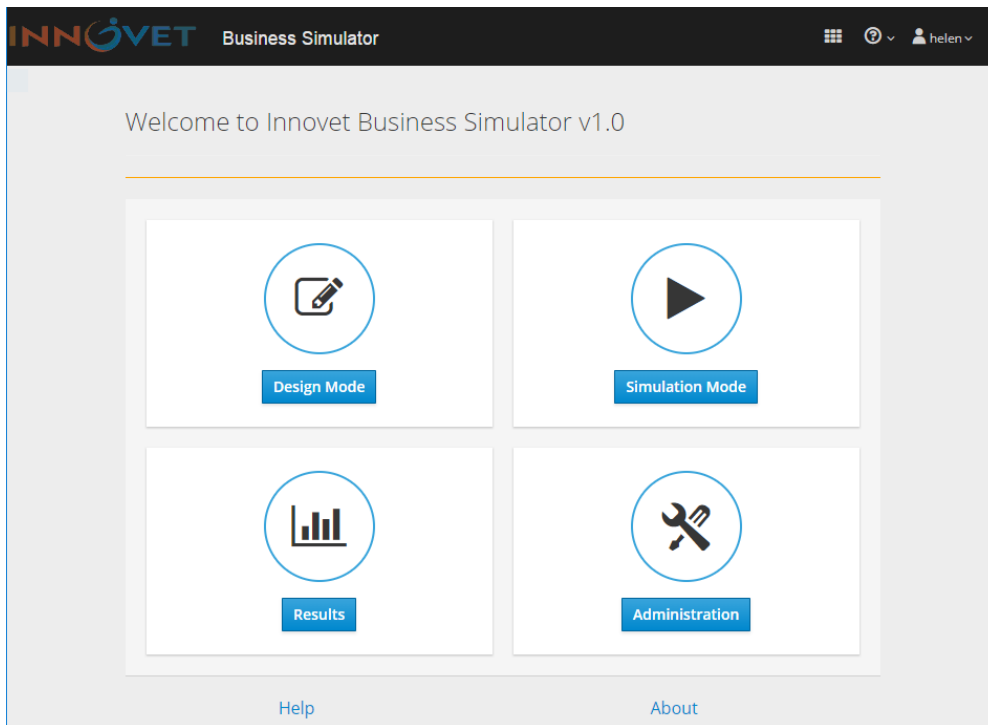 INNOVET Business Simulator helen
Welcome to Innovet Business Simulator v1.0
Design Mode Simulation Mode
Results Administration
Help About